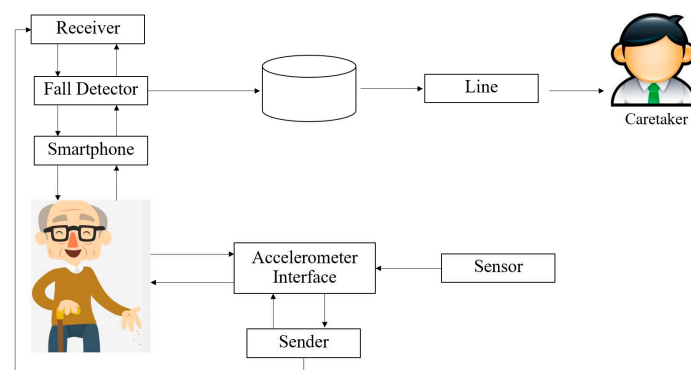 Receiver
Fall Detector
Line
Caretaker
Smartphone
Accelerometer
Interface
Sensor
Sender